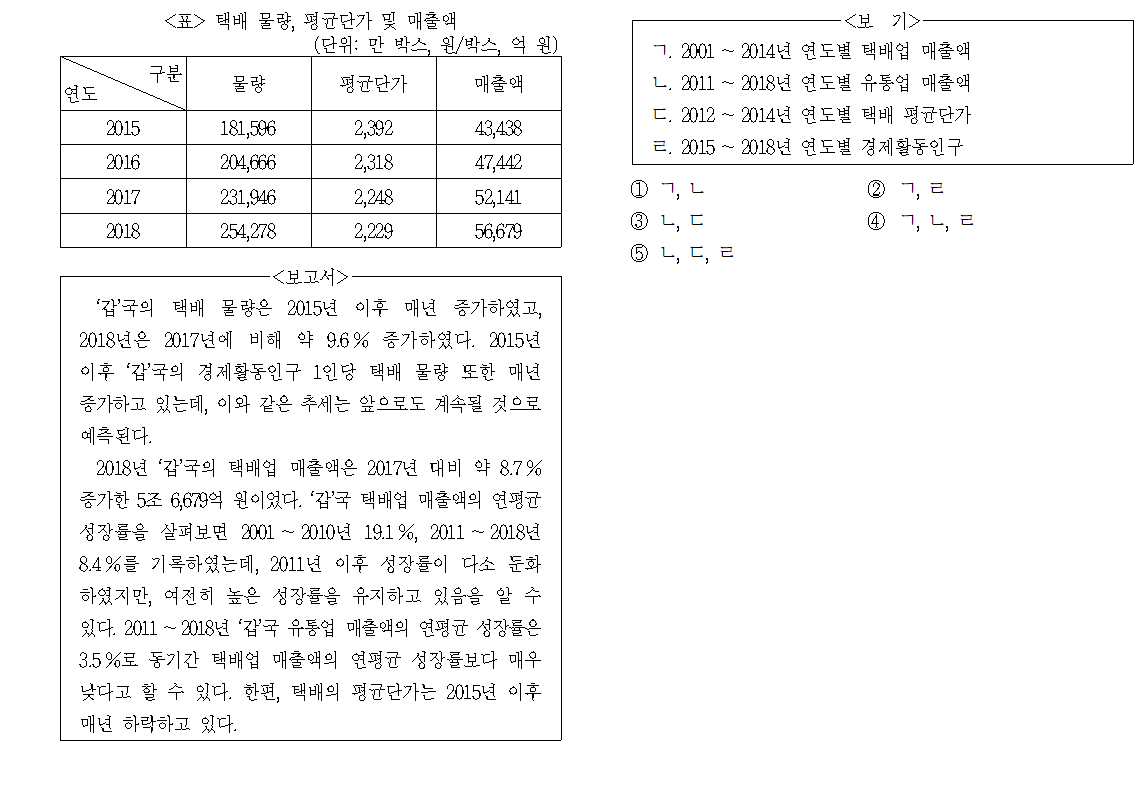 <표> 택배 물량, 평균단가 및 매출액
(단위: 만 박스, 원/박스, 억 원)
구분
연도
물량 평균단가 매출액
2015 181,596 2,392 43,438
2016 204,666 2,318 47,442
2017 231,946 2,248 52,141
2018 254,278 2,229 56,679
<보고서>
‘갑’국의 택배 물량은 2015년 이후 매년 증가하였고,
2018년은 2017년에 비해 약 9.6 % 증가하였다. 2015년
이후 ‘갑’국의 경제활동인구 1인당 택배 물량 또한 매년
증가하고 있는데, 이와 같은 추세는 앞으로도 계속될 것으로
예측된다.
2018년 ‘갑’국의 택배업 매출액은 2017년 대비 약 8.7 %
증가한 5조 6,679억 원이었다. ‘갑’국 택배업 매출액의 연평균
성장률을 살펴보면 2001 ~ 2010년 19.1 %, 2011 ~ 2018년
8.4 %를 기록하였는데, 2011년 이후 성장률이 다소 둔화
하였지만, 여전히 높은 성장률을 유지하고 있음을 알 수
있다. 2011 ~ 2018년 ‘갑’국 유통업 매출액의 연평균 성장률은
3.5 %로 동기간 택배업 매출액의 연평균 성장률보다 매우
낮다고 할 수 있다. 한편, 택배의 평균단가는 2015년 이후
매년 하락하고 있다.
<보 기>
ㄱ. 2001 ~ 2014년 연도별 택배업 매출액
ㄴ. 2011 ~ 2018년 연도별 유통업 매출액
ㄷ. 2012 ~ 2014년 연도별 택배 평균단가
ㄹ. 2015 ~ 2018년 연도별 경제활동인구
① ㄱ, ㄴ ② ㄱ, ㄹ
③ ㄴ, ㄷ ④ ㄱ, ㄴ, ㄹ
⑤ ㄴ, ㄷ, ㄹ